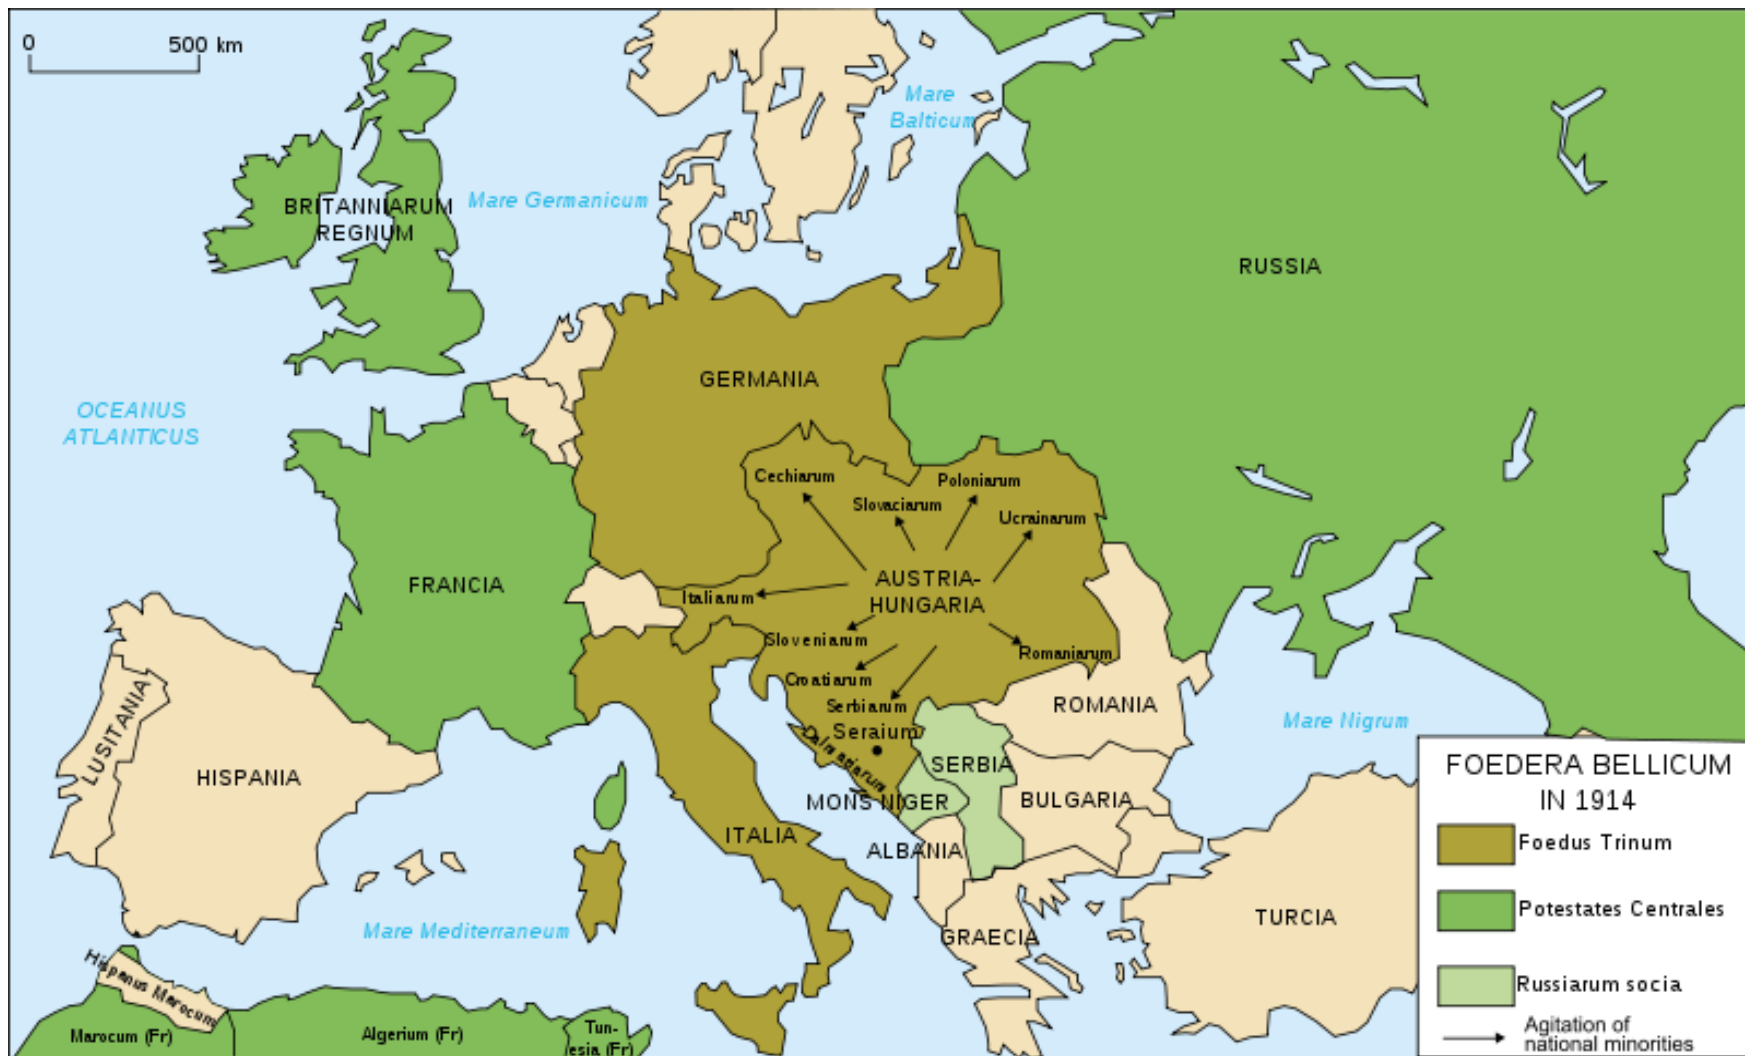 0 500 km
Mare
Balticum
Mare Germanicum
BRITANNIARUM
REGNUM
RUSSIA
GERMANIA
OCEANUS
ATLANTICUS
Cechiarum
Poloniarum
Slovaciarum
Ucrainarum
FRANCIA
AUSTRIA-
HUNGARIA
Italiarum
Sloveniarum
Romaniarum
Croatiarum
Serbiarum
Seraium
Dalmatiarum
LUSITANIA
HISPANIA
ROMANIA
Mare Nigrum
SERBIA
MONS NIGER
BULGARIA
ITALIA
ALBANIA
Mare Mediterraneum
GRAECIA
TURCIA
Hispanus Marocum
Marocum (Fr)
Algerium (Fr)
Tun-
esia (Fr)
FOEDERA BELLICUM
IN 1914
Foedus Trinum
Potestates Centrales
Russiarum socia
Agitation of
national minorities